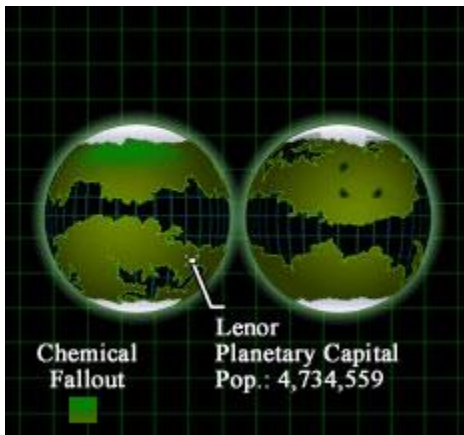 Lenor
Planetary Capital
Pop.: 4,734,559
Chemical
Fallout